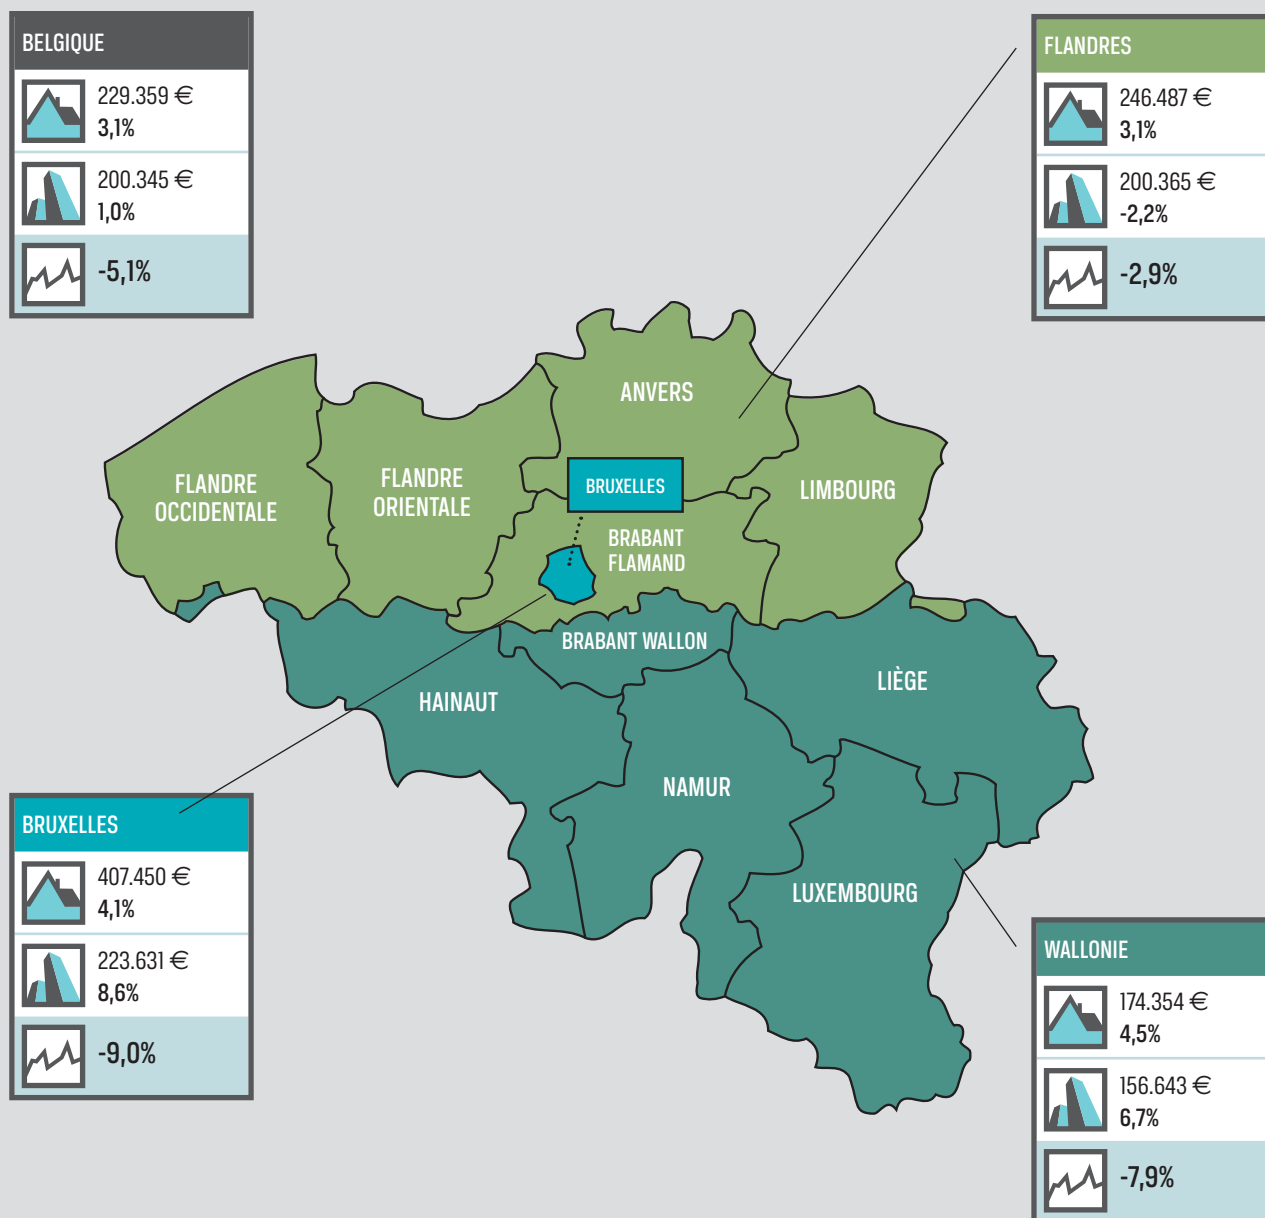 BELGIQUE
229.359 €
3,1%
200.345 €
1,0%
-5,1%
FLANDRES
246.487 €
3,1%
200.365 €
-2,2%
-2,9%
ANVERS
BRUXELLES
FLANDRE
OCCIDENTALE
FLANDRE
ORIENTALE
LIMBOURG
BRABANT
FLAMAND
BRABANT WALLON
LIÈGE
HAINAUT
NAMUR
LUXEMBOURG
BRUXELLES
407.450 €
4,1%
223.631 €
8,6%
-9,0%
WALLONIE
174.354 €
4,5%
156.643 €
6,7%
-7,9%